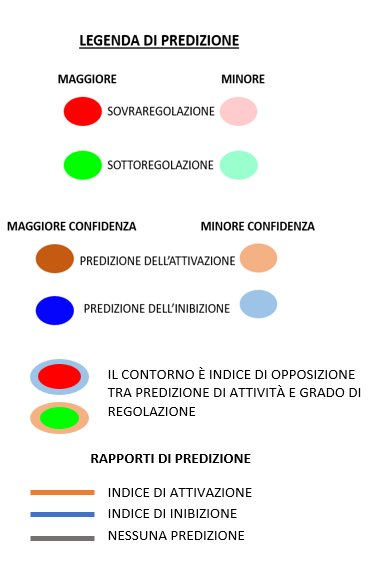 LEGENDA DI PREDIZIONE
MAGGIORE MINORE
SOVRAREGOLAZIONE
SOTTOREGOLAZIONE
MAGGIORE CONFIDENZA MINORE CONFIDENZA
PREDIZIONE DELL'ATTIVAZIONE
PREDIZIONE DELL'INIBIZIONE
IL CONTORNO È INDICE DI OPPOSIZIONE
TRA PREDIZIONE DI ATTIVITÀ E GRADO DI
REGOLAZIONE
RAPPORTI DI PREDIZIONE
INDICE DI ATTIVAZIONE
INDICE DI INIBIZIONE
NESSUNA PREDIZIONE